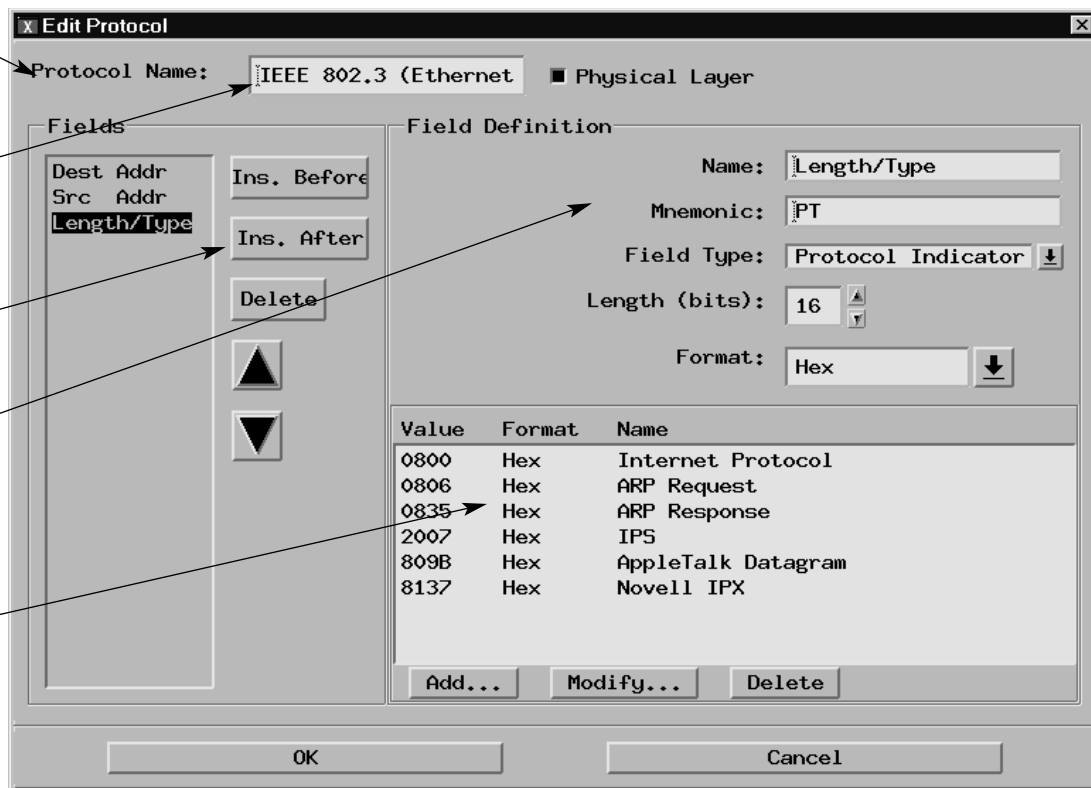 X Edit Protocol
Protocol Name: IEEE 802.3 (Ethernet Physical Layer
Fields
Dest Addr
Src Addr
Length/Type
Ins. Before
Ins. After
Delete
Field Definition
Name: Length/Type
Mnemonic: PT
Field Type: Protocol Indicator
Length (bits): 16
Format: Hex
Value Format Name
0800 Hex Internet Protocol
0806 Hex ARP Request
0835 Hex ARP Response
2007 Hex IPS
809B Hex AppleTalk Datagram
8137 Hex Novell IPX
Add... Modify... Delete
OK Cancel